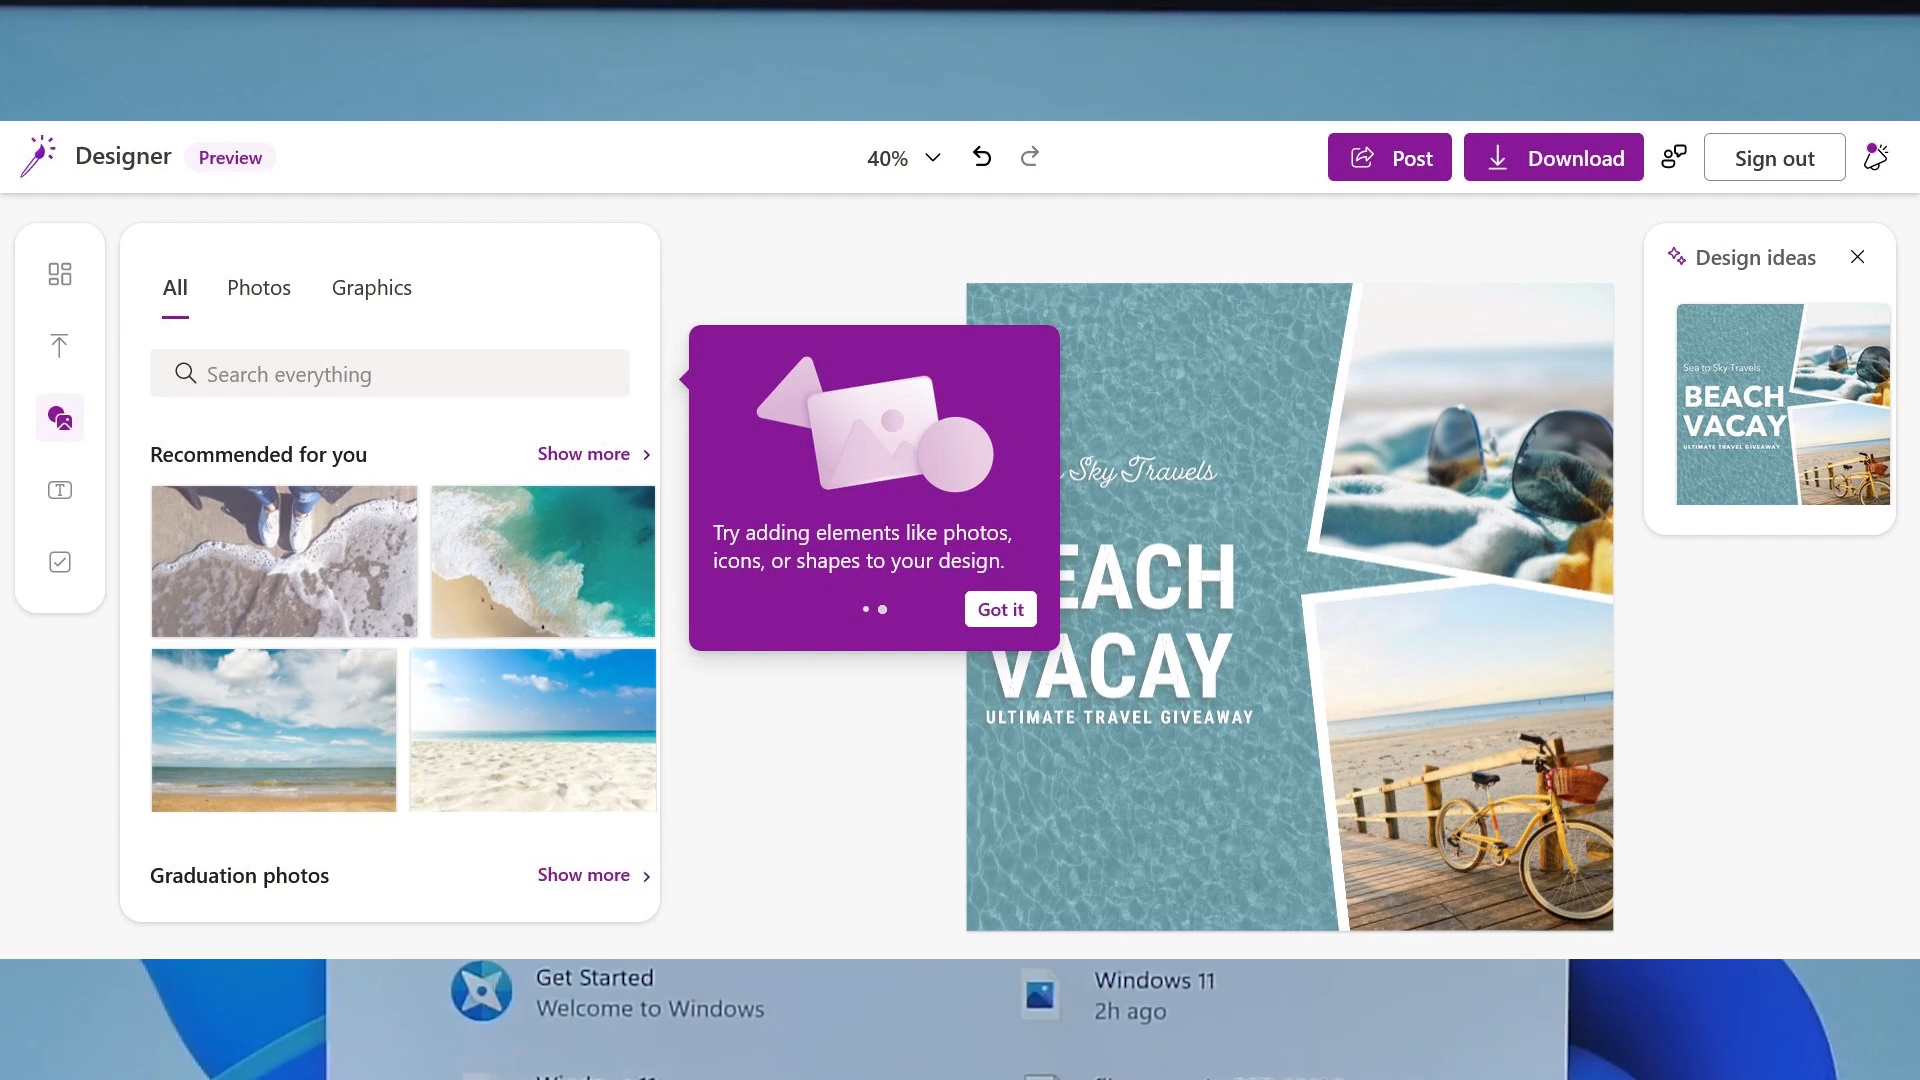 Designer
Preview
40%
Post
Download
Sign out
All
Photos
Graphics
Search everything
Recommended for you
Show more
Graduation photos
Show more
Try adding elements like photos,
icons, or shapes to your design.
Got it
Sky Travels
EACH
VACAY
ULTIMATE TRAVEL GIVEAWAY
Design ideas
Sea to Sky Travels
BEACH
VACAY
ULTIMATE TRAVEL GIVEAWAY
Get Started
Welcome to Windows
Windows 11
2h ago